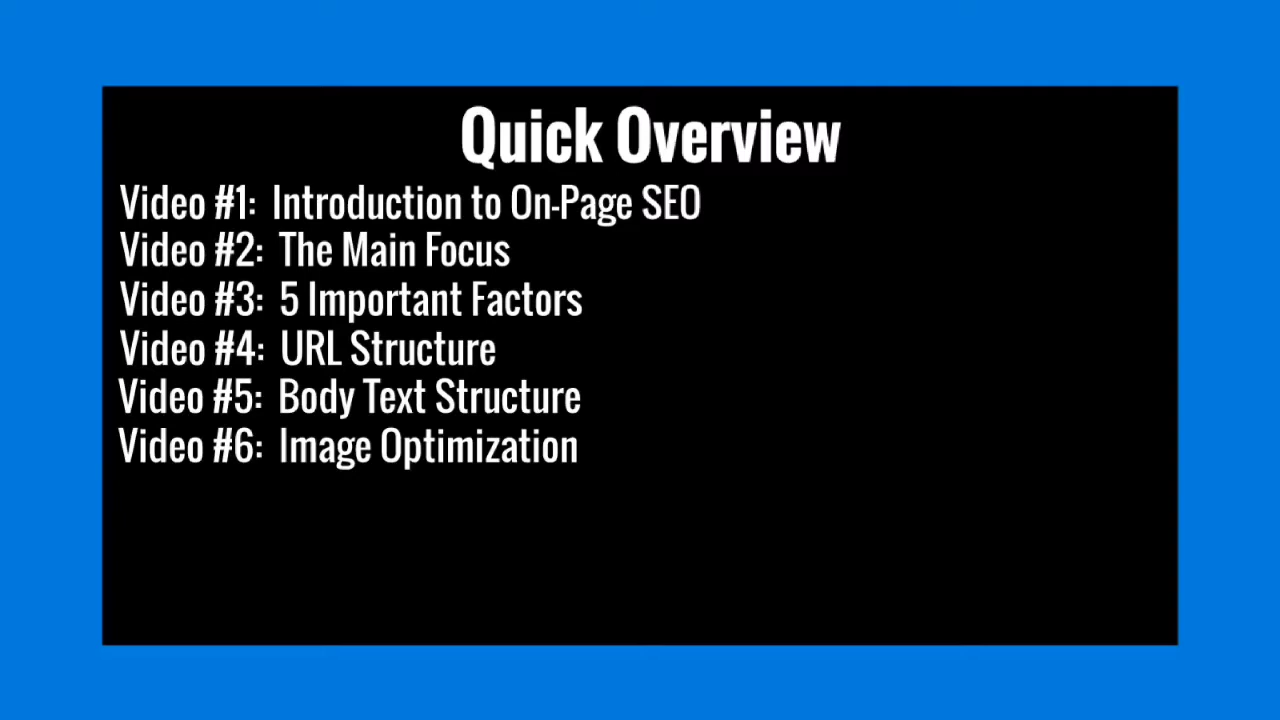 Quick Overview
Video #1: Introduction to On-Page SEO
Video #2: The Main Focus
Video #3: 5 Important Factors
Video #4: URL Structure
Video #5: Body Text Structure
Video #6: Image Optimization